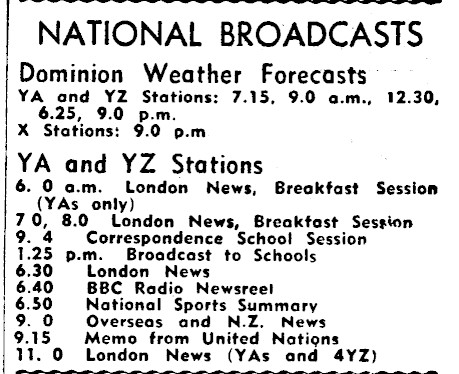 NATIONAL BROADCASTS
Dominion Weather Forecasts
YA and YZ Stations: 7.15, 9.0 a.m., 12.30,
6.25, 9.0 p.m.
X Stations: 9.0 p.m
YA and YZ Stations
6. 0 a.m. London News, Breakfast Session
(YAs only)
7 0, 8.0 London News, Breakfast Session
9. 4 Correspondence School Session
1.25 p.m. Broadcast to Schools
6.30 London News
6.40 BBC Radio Newsreel
6.50 National Sports Summary
9. 0 Overseas and N.Z. News
9.15 Memo from United Nations
11. 0 London News (YAs and 4YZ)